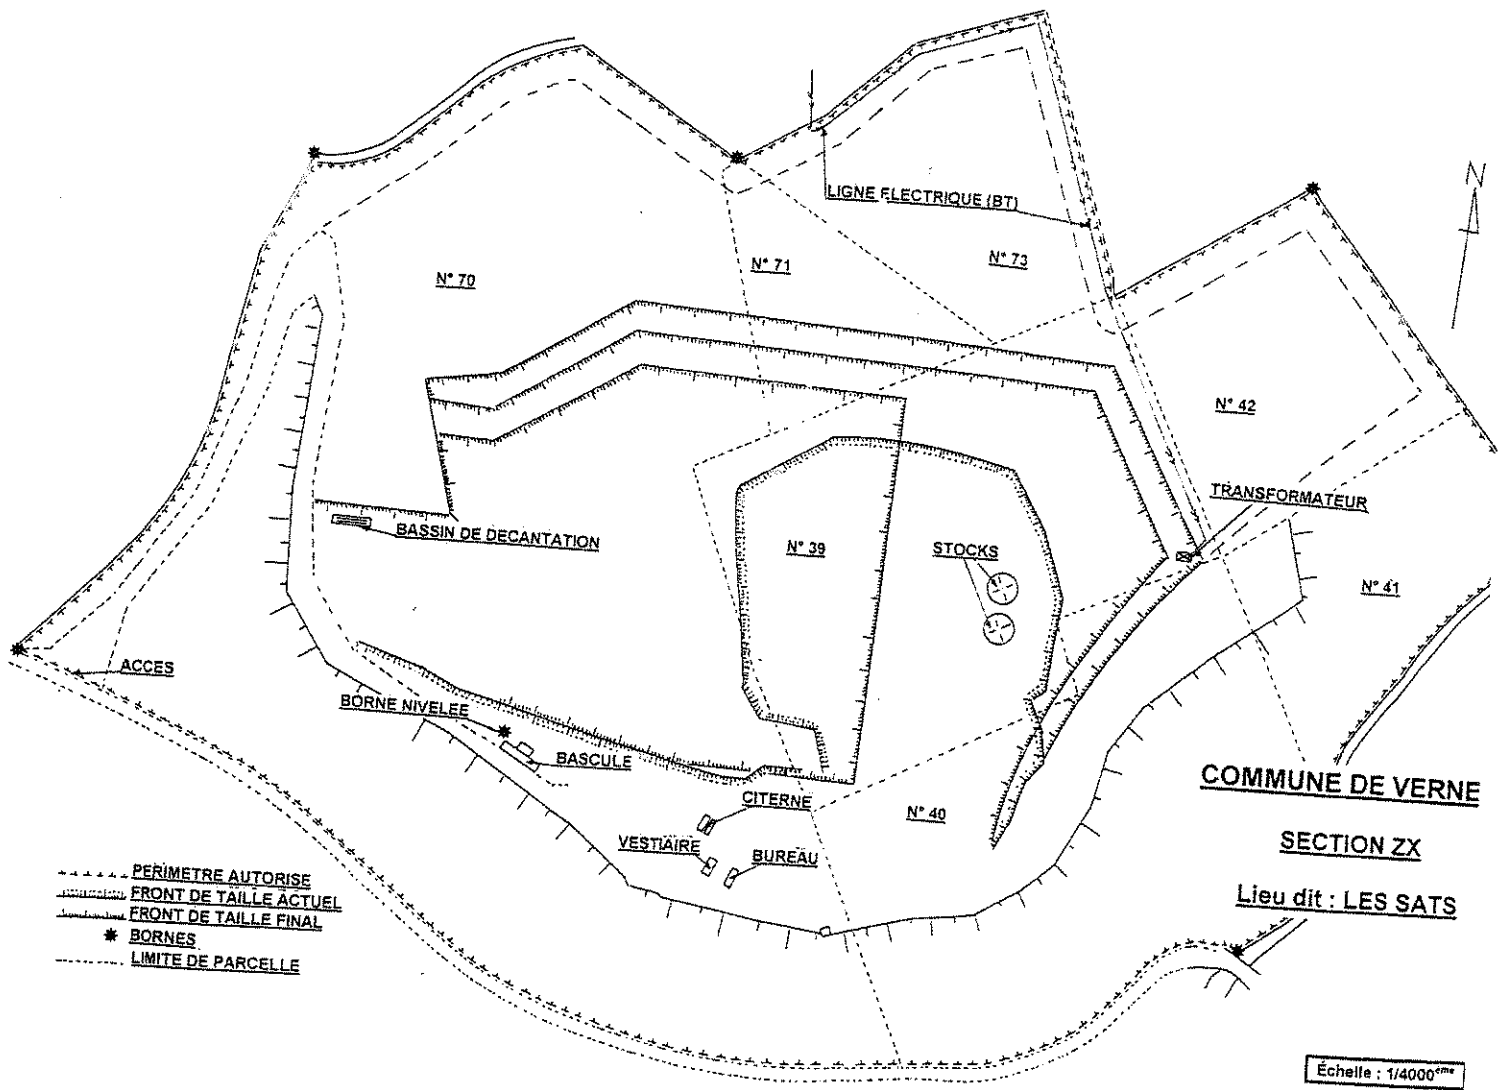 N
LIGNE ELECTRIQUE (BT)
N° 70
N° 71
N° 73
N° 42
TRANSFORMATEUR
BASSIN DE DECANTATION
N° 39
STOCKS
N° 41
ACCES
BORNE NIVELEE
BASCULE
CITERNE
N° 40
VESTIAIRE
BUREAU
COMMUNE DE VERNE
SECTION ZX
Lieu dit : LES SATS
PERIMETRE AUTORISE
FRONT DE TAILLE ACTUEL
FRONT DE TAILLE FINAL
BORNES
LIMITE DE PARCELLE
Échelle : 1/4000ème